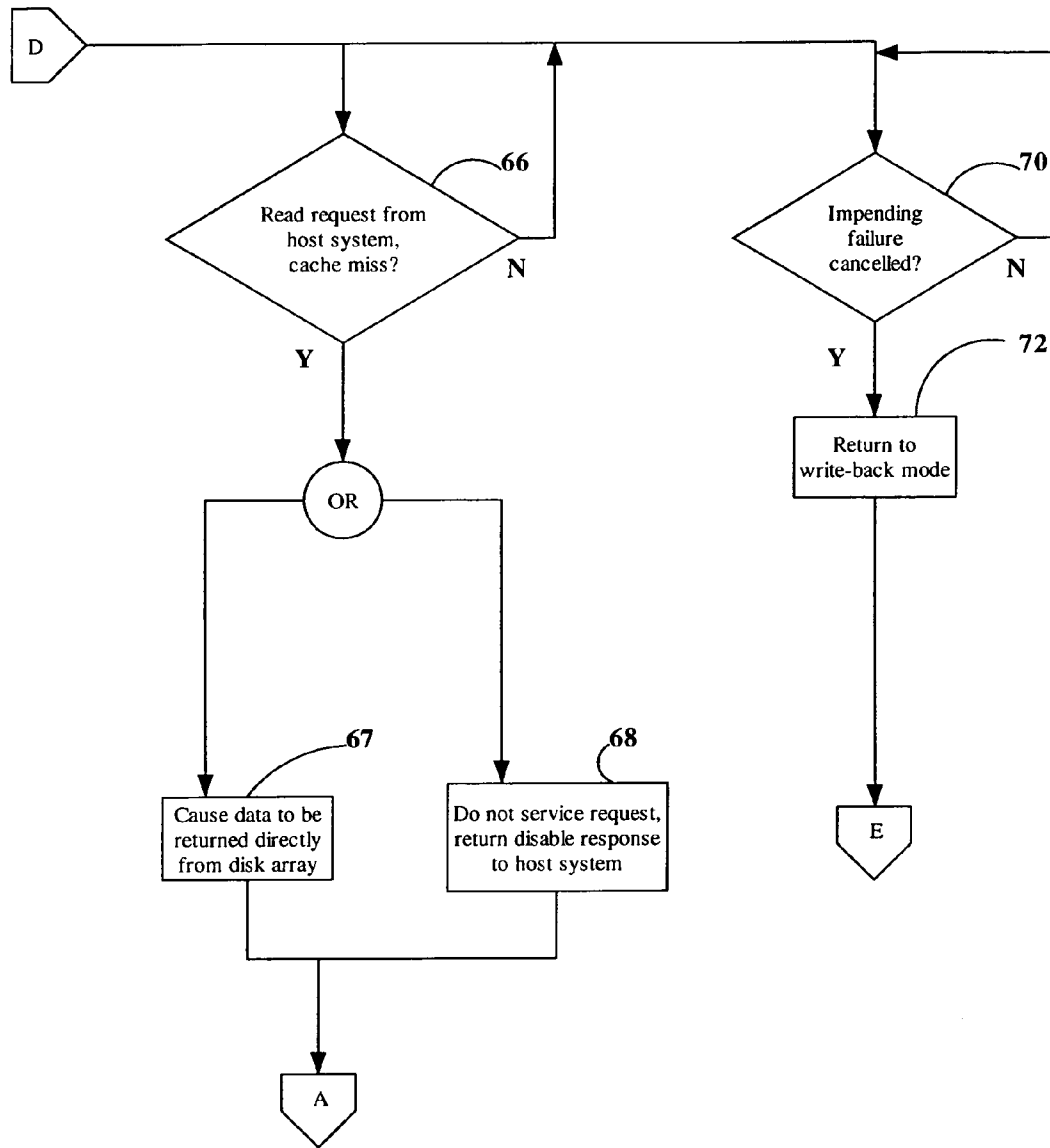 D
66
Read request from
host system,
cache miss?
N
Y
70
Impending
failure
cancelled?
N
Y
72
Return to
write-back mode
OR
67
Cause data to be
returned directly
from disk array
68
Do not service request,
return disable response
to host system
E
A